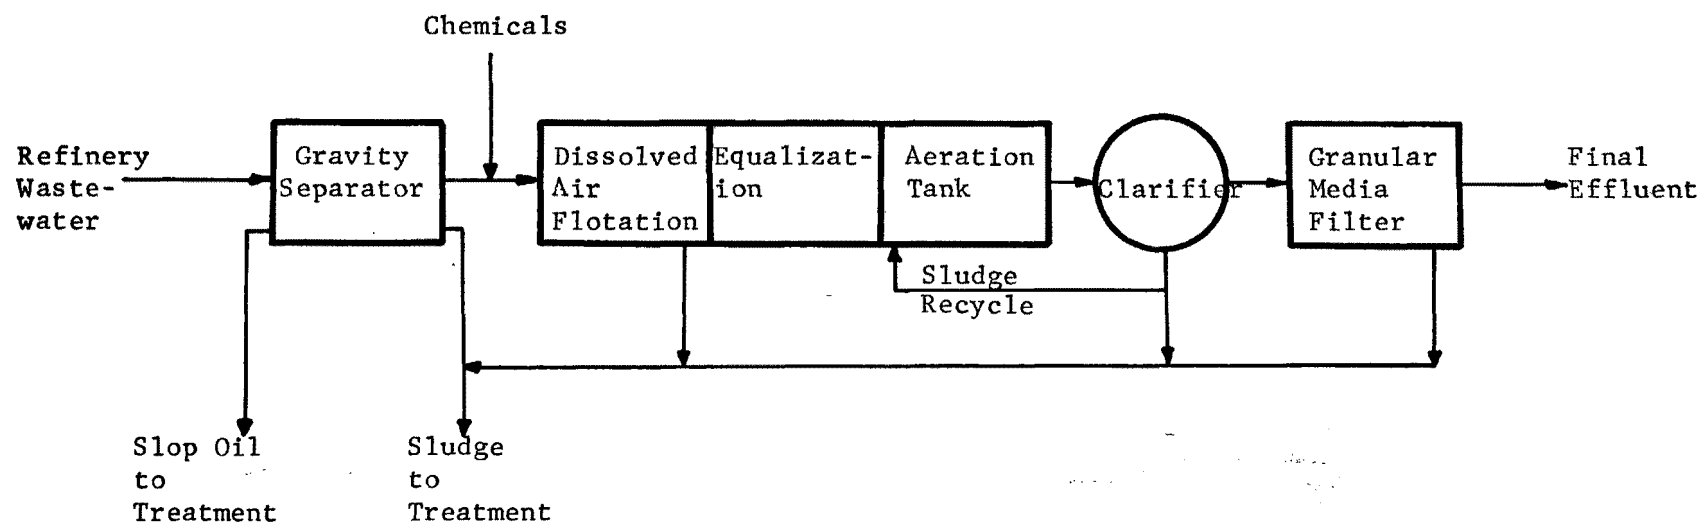 Chemicals
Refinery
Waste-
water
Gravity
Separator
Dissolved
Air
Flotation
Equalizat-
ion
Aeration
Tank
Clarifier
Granular
Media
Filter
Final
Effluent
Sludge
Recycle
Slop Oil
to
Treatment
Sludge
to
Treatment